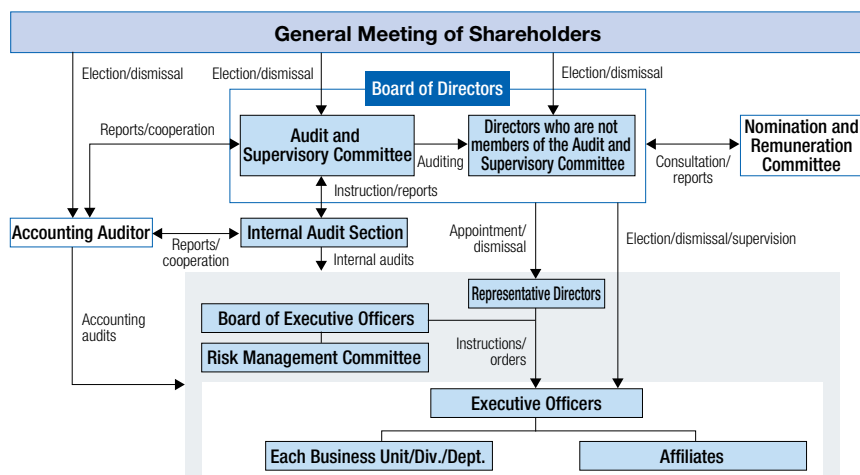 General Meeting of Shareholders
Election/dismissal
Election/dismissal
Election/dismissal
Board of Directors
Reports/cooperation
Audit and
Supervisory Committee
Auditing
Directors who are not
members of the Audit and
Supervisory Committee
Consultation/
reports
Nomination and
Remuneration
Committee
Instruction/reports
Accounting Auditor
Reports/
cooperation
Internal Audit Section
Internal audits
Appointment/
dismissal
Election/dismissal/supervision
Representative Directors
Accounting
audits
Board of Executive Officers
Risk Management Committee
Instructions/
orders
Executive Officers
Each Business Unit/Div./Dept.
Affiliates